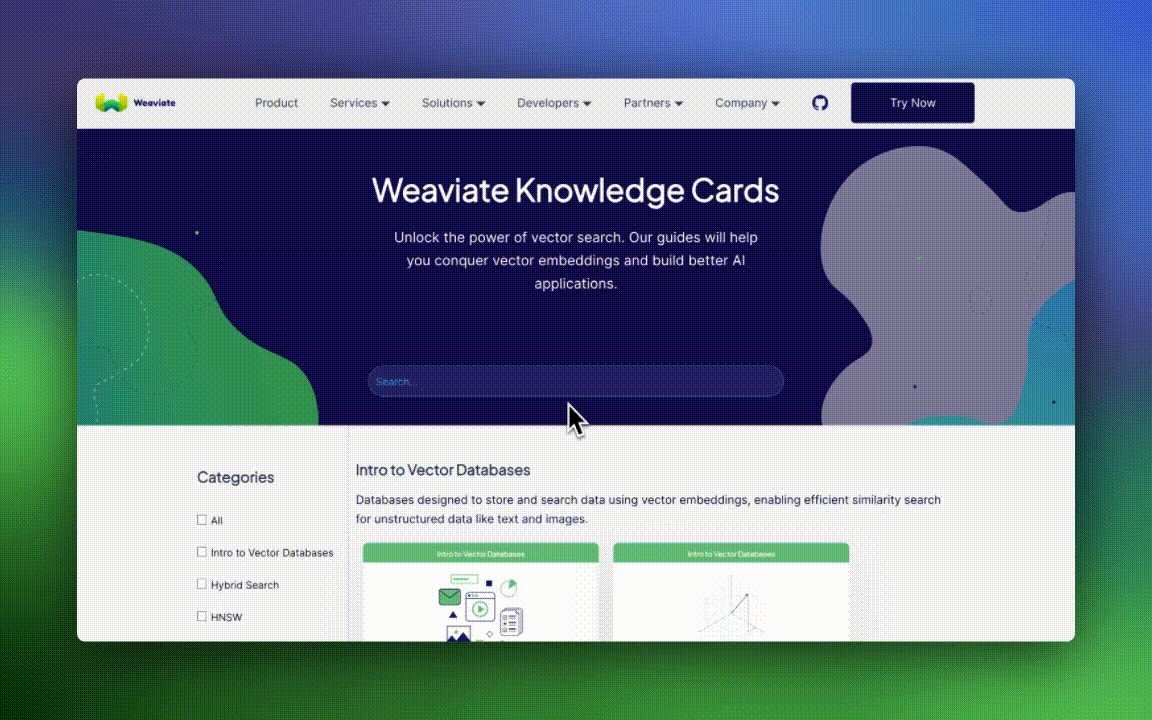 Weaviate
Product
Services
Solutions
Developers
Partners
Company
Try Now
Weaviate Knowledge Cards
Unlock the power of vector search. Our guides will help
you conquer vector embeddings and build better AI
applications.
Search...
Categories
All
Intro to Vector Databases
Hybrid Search
HNSW
Intro to Vector Databases
Databases designed to store and search data using vector embeddings, enabling efficient similarity search
for unstructured data like text and images.
Intro to Vector Databases
Intro to Vector Databases